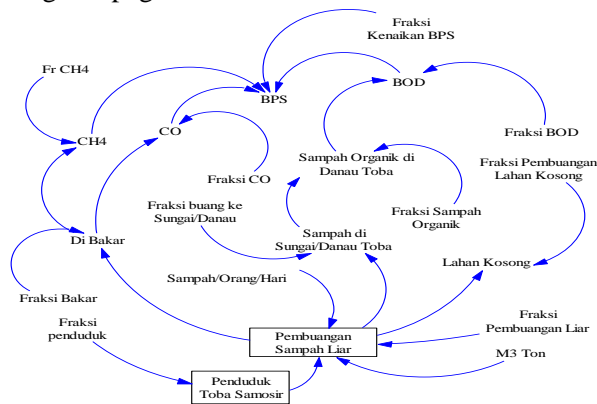 Fraksi
Kenaikan BPS
Fr CH4
BPS
BOD
CH4
CO
Fraksi BOD
Sampah Organik di
Danau Toba
Fraksi CO
Fraksi Pembuangan
Lahan Kosong
Fraksi buang ke
Sungai/Danau
Fraksi Sampah
Organik
Di Bakar
Sampah di
Sungai/Danau Toba
Lahan Kosong
Sampah/Orang/Hari
Fraksi Bakar
Fraksi
penduduk
Pembuangan
Sampah Liar
Fraksi
Pembuangan Liar
M3 Ton
Penduduk
Toba Samosir